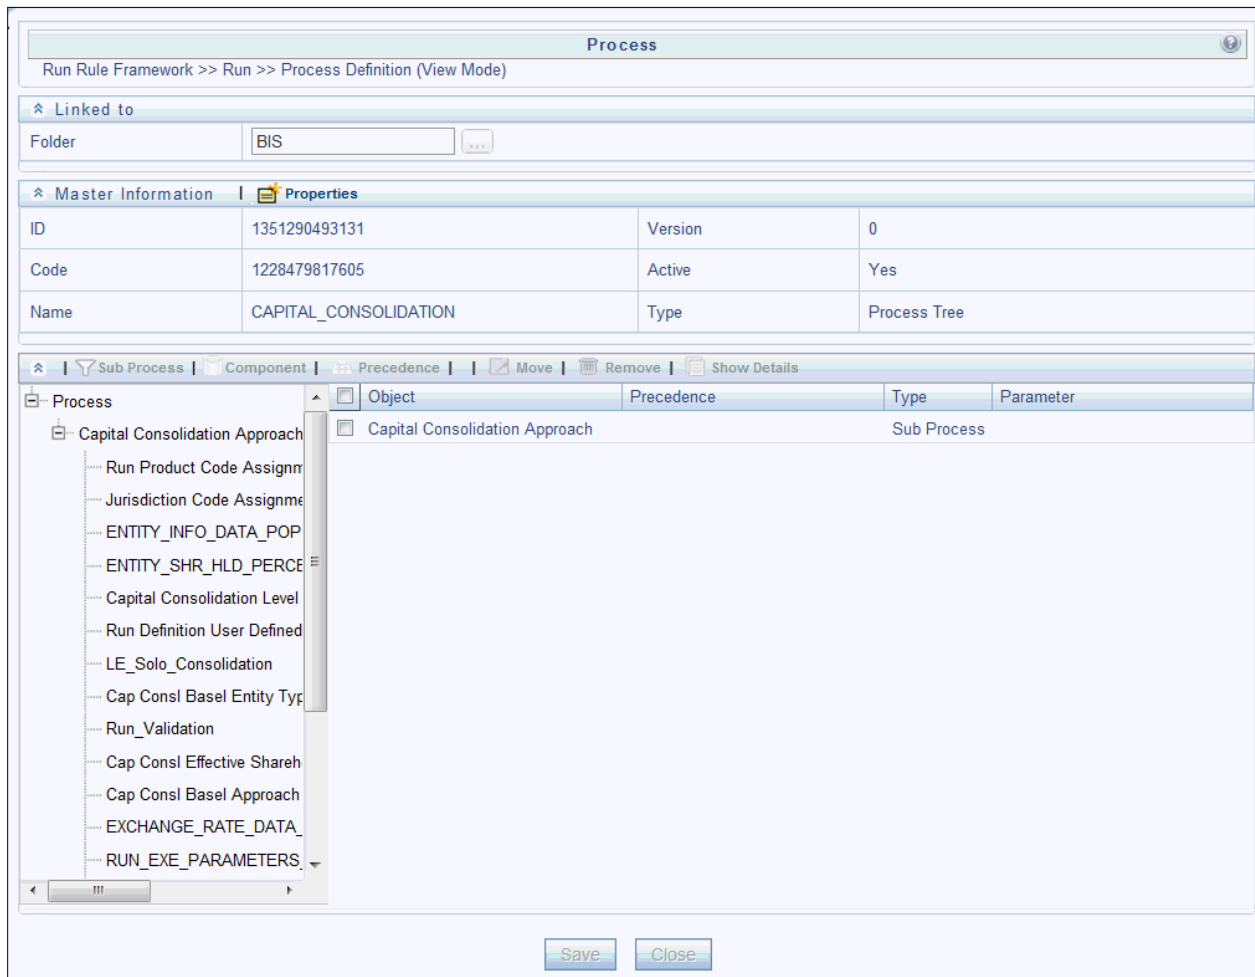 Process
Run Rule Framework >> Run >> Process Definition (View Mode)
Linked to
Folder BIS ...
Master Information | Properties
ID 1351290493131 Version 0
Code 1228479817605 Active Yes
Name CAPITAL_CONSOLIDATION Type Process Tree
| Sub Process | Component | Precedence | | Move | Remove | Show Details
Process
Object Precedence Type Parameter
Capital Consolidation Approach
Capital Consolidation Approach Sub Process
Run Product Code Assignm
Jurisdiction Code Assignme
ENTITY_INFO_DATA_POP
ENTITY_SHR_HLD_PERCE
Capital Consolidation Level
Run Definition User Defined
LE_Solo_Consolidation
Cap Consl Basel Entity Typ
Run_Validation
Cap Consl Effective Shareh
Cap Consl Basel Approach
EXCHANGE_RATE_DATA_
RUN_EXE_PARAMETERS_
Save Close